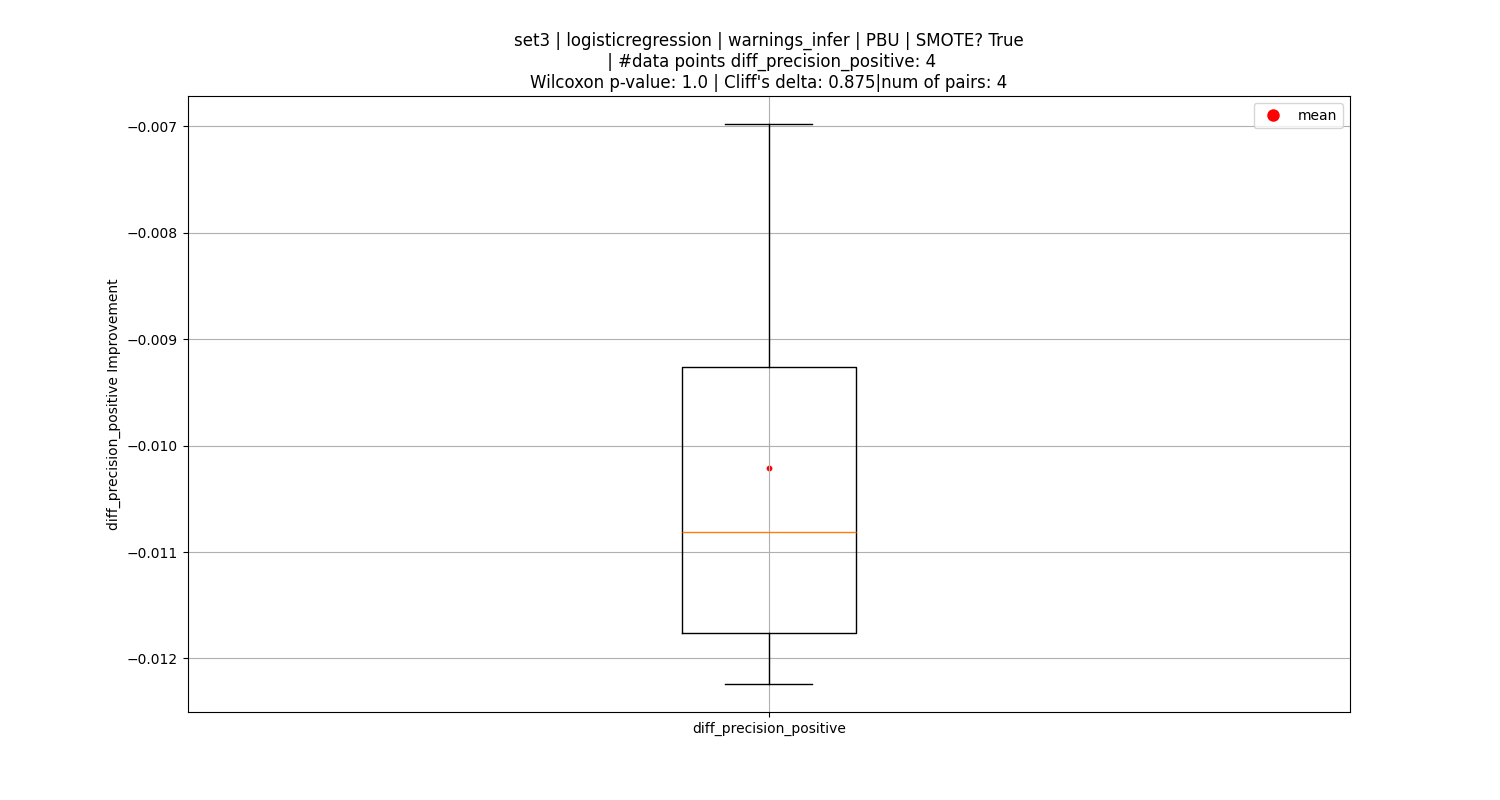 set3 | logisticregression | warnings_infer | PBU | SMOTE? True
| #data points diff_precision_positive: 4
Wilcoxon p-value: 1.0 | Cliff's delta: 0.875|num of pairs: 4
mean
−0.007
−0.008
−0.009
−0.010
−0.011
−0.012
diff_precision_positive Improvement
diff_precision_positive